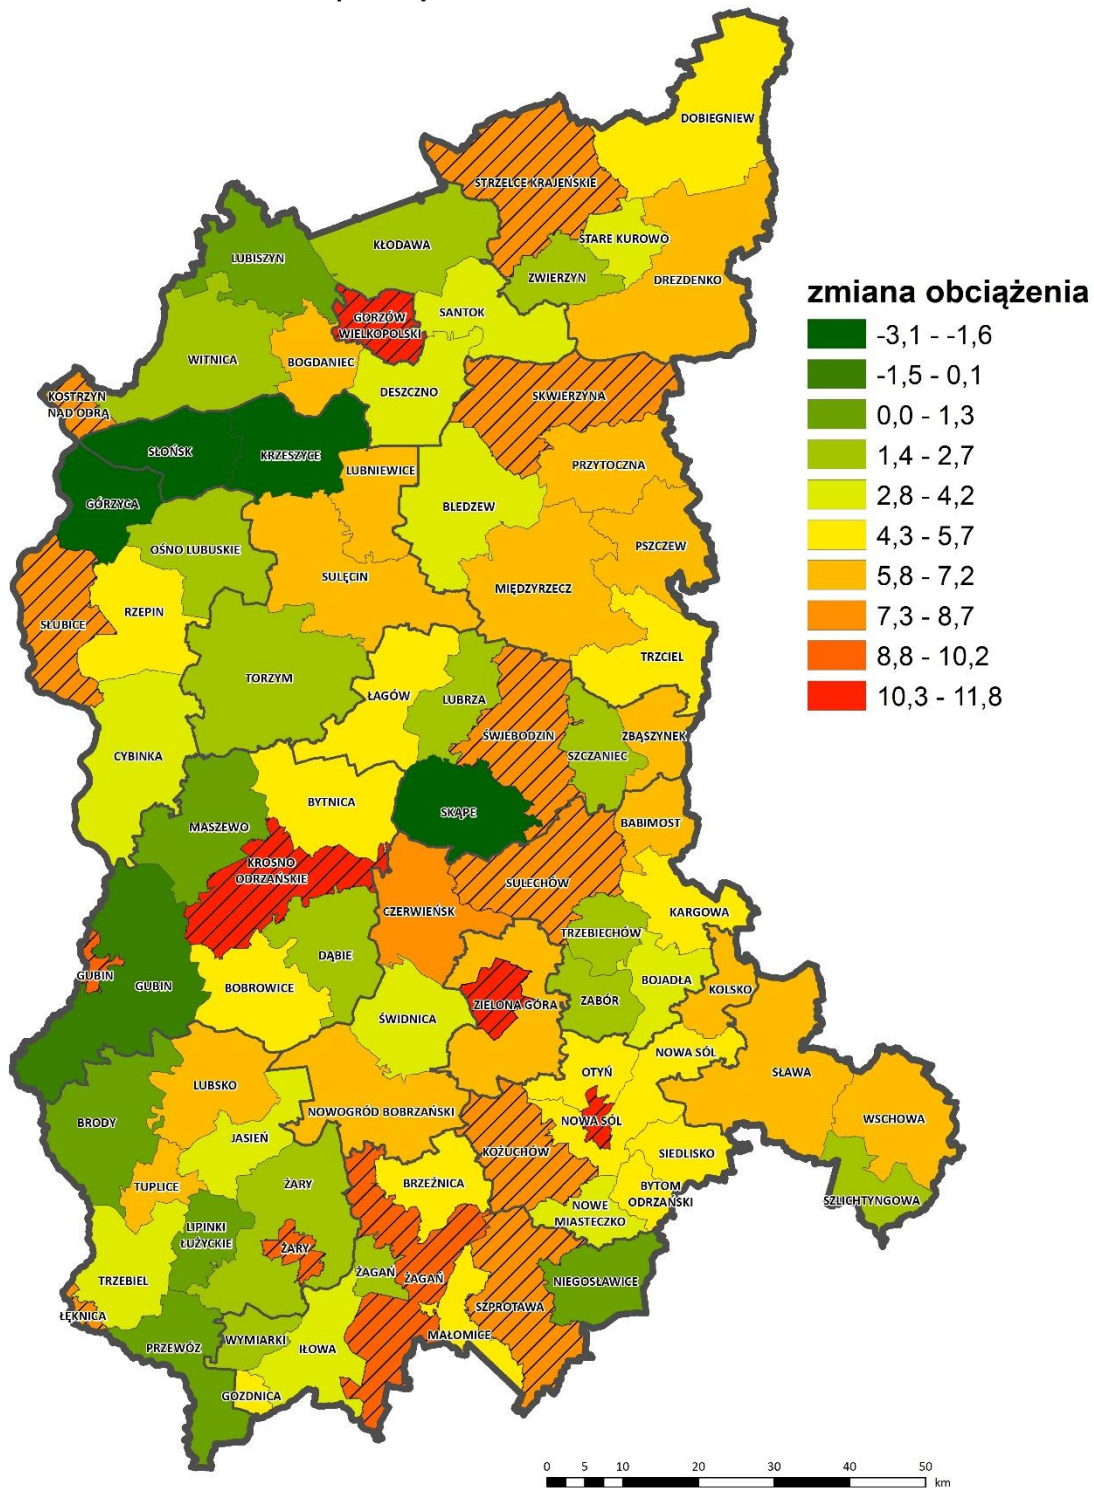 DOBIEGNIEW
STRZELCE KRAJEŃSKIE
STARE KUROWO
KŁODAWA
LUBISZYN
ZWIERZYN
DREZDENKO
zmiana obciążenia
-3,1 - -1,6
-1,5 - 0,1
0,0 - 1,3
1,4 - 2,7
2,8 - 4,2
4,3 - 5,7
5,8 - 7,2
7,3 - 8,7
8,8 - 10,2
10,3 - 11,8
SANTOK
GORZÓW
WIELKOPOLSKI
WITNICA
BOGDANIEC
DESZCZNO
KOSTRZYN
NAD ODRĄ
SKWIERZYNA
SŁOŃSK
KRZESZYCE
LUBNIEWICE
PRZYTOCZNA
GÓRZYCA
BLEDZEW
OŚNO LUBUSKIE
PSZCZEW
SULĘCIN
MIĘDZYRZECZ
RZEPIN
SŁUBICE
TRZCIEL
TORZYM
ŁAGÓW
LUBRZA
ŚWIEBODZIN
ZBĄSZYNEK
CYBINKA
SZCZANIEC
BYTNICA
SKĄPE
MASZEWO
BABIMOST
KROSNO
ODRZAŃSKIE
SULECHÓW
CZERWIEŃSK
KARGOWA
TRZEBIECHÓW
DĄBIE
GUBIN
GUBIN
BOBROWICE
BOJADŁA
KOLSKO
ZABÓR
ZIELONA GÓRA
ŚWIDNICA
NOWA SÓL
OTYŃ
SŁAWA
LUBSKO
NOWOGRÓD BOBRZAŃSKI
BRODY
NOWA SÓL
WSCHOWA
JASIEŃ
KOŻUCHÓW
SIEDLISKO
TUPLICE
ŻARY
BRZEŹNICA
BYTOM
ODRZAŃSKI
SZLICHTYNGOWA
NOWE
MIASTECZKO
LIPINKI
ŁUŻYCKIE
ŻARY
TRZEBIEL
ŻAGAŃ
ŻAGAŃ
NIEGOSŁAWICE
SZPROTAWA
ŁĘKNICA
MAŁOMICE
WYMIARKI
PRZEWÓZ
IŁOWA
GOZDNICA
0 5 10 20 30 40 50
km